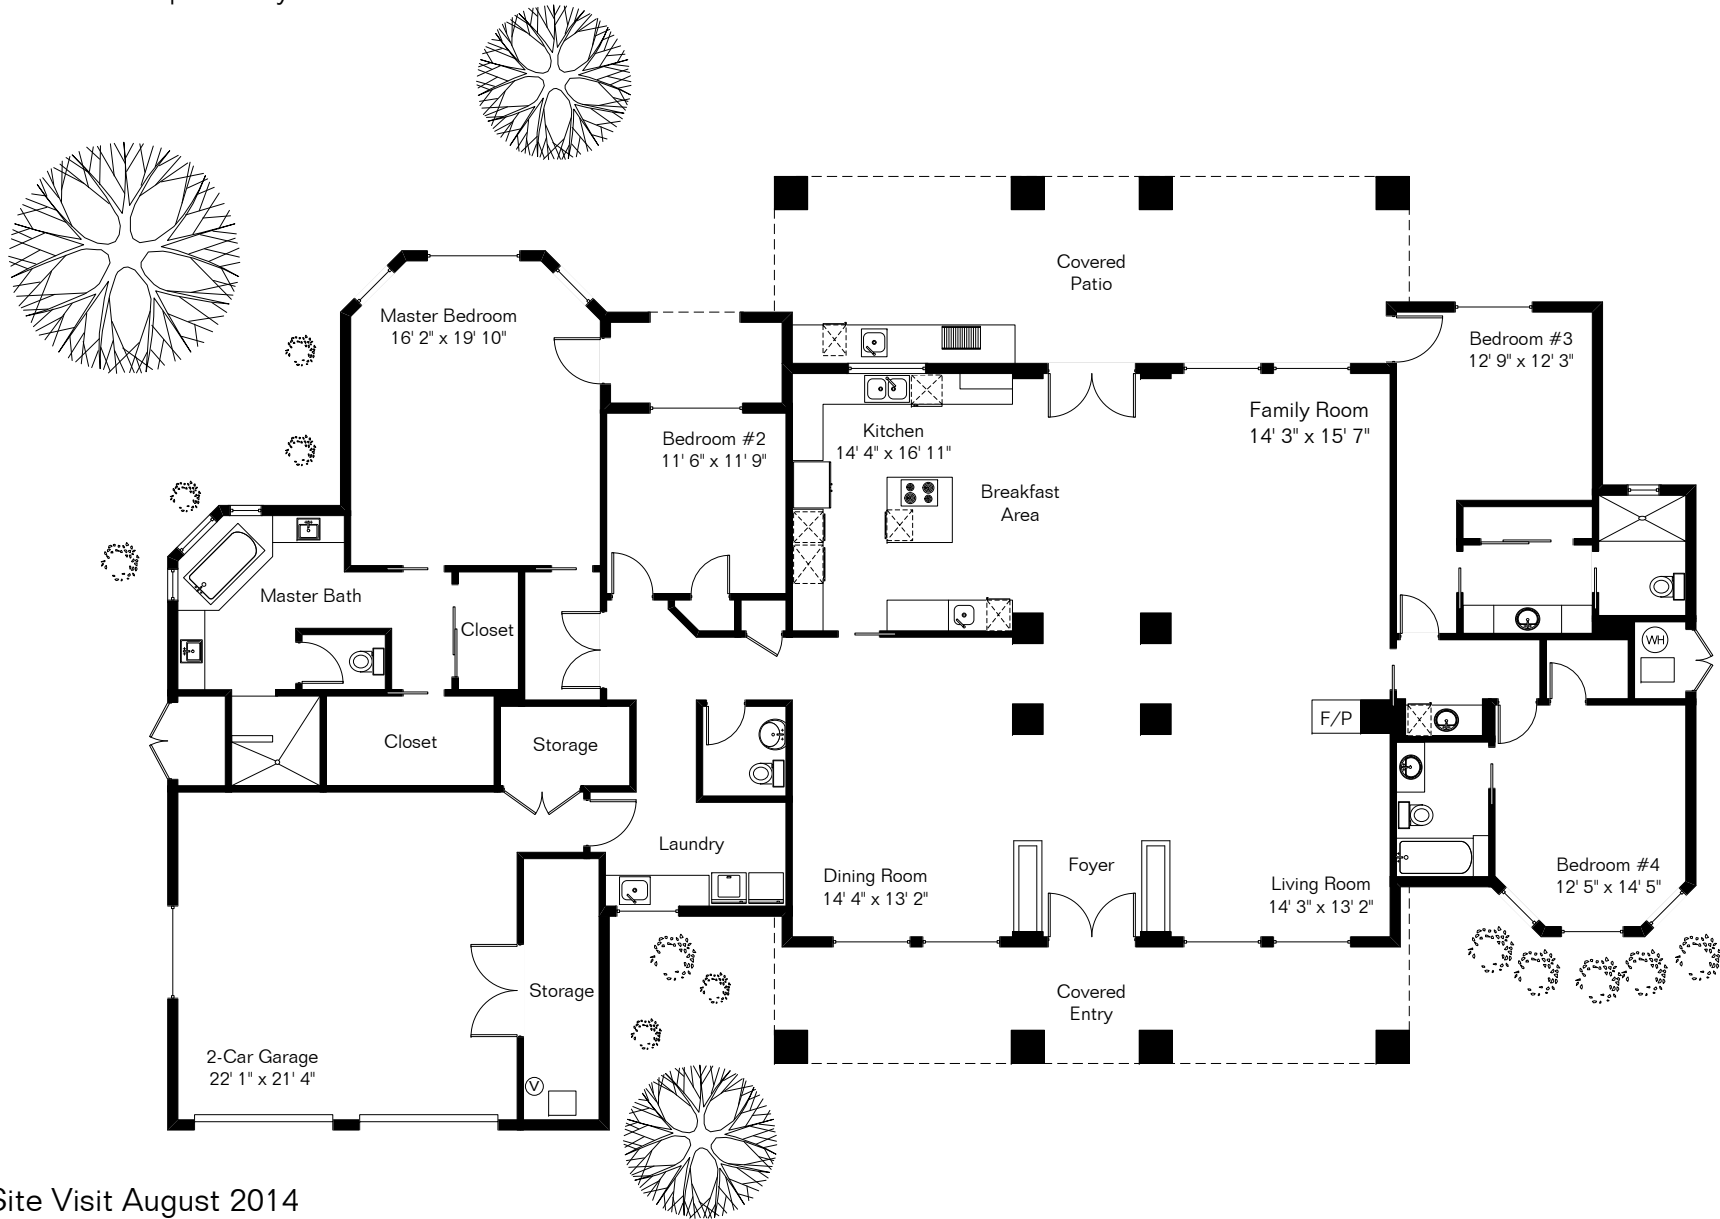 Covered
Patio
Master Bedroom
16' 2" x 19' 10"
Bedroom #3
12' 9" x 12' 3"
Family Room
14' 3" x 15' 7"
Bedroom #2
11' 6" x 11' 9"
Kitchen
14' 4" x 16' 11"
Breakfast
Area
Master Bath
Closet
WH
Closet
Storage
F/P
Laundry
Dining Room
14' 4" x 13' 2"
Foyer
Living Room
14' 3" x 13' 2"
Bedroom #4
12' 5" x 14' 5"
Storage
Covered
Entry
2-Car Garage
22' 1" x 21' 4"
V
Site Visit August 2014